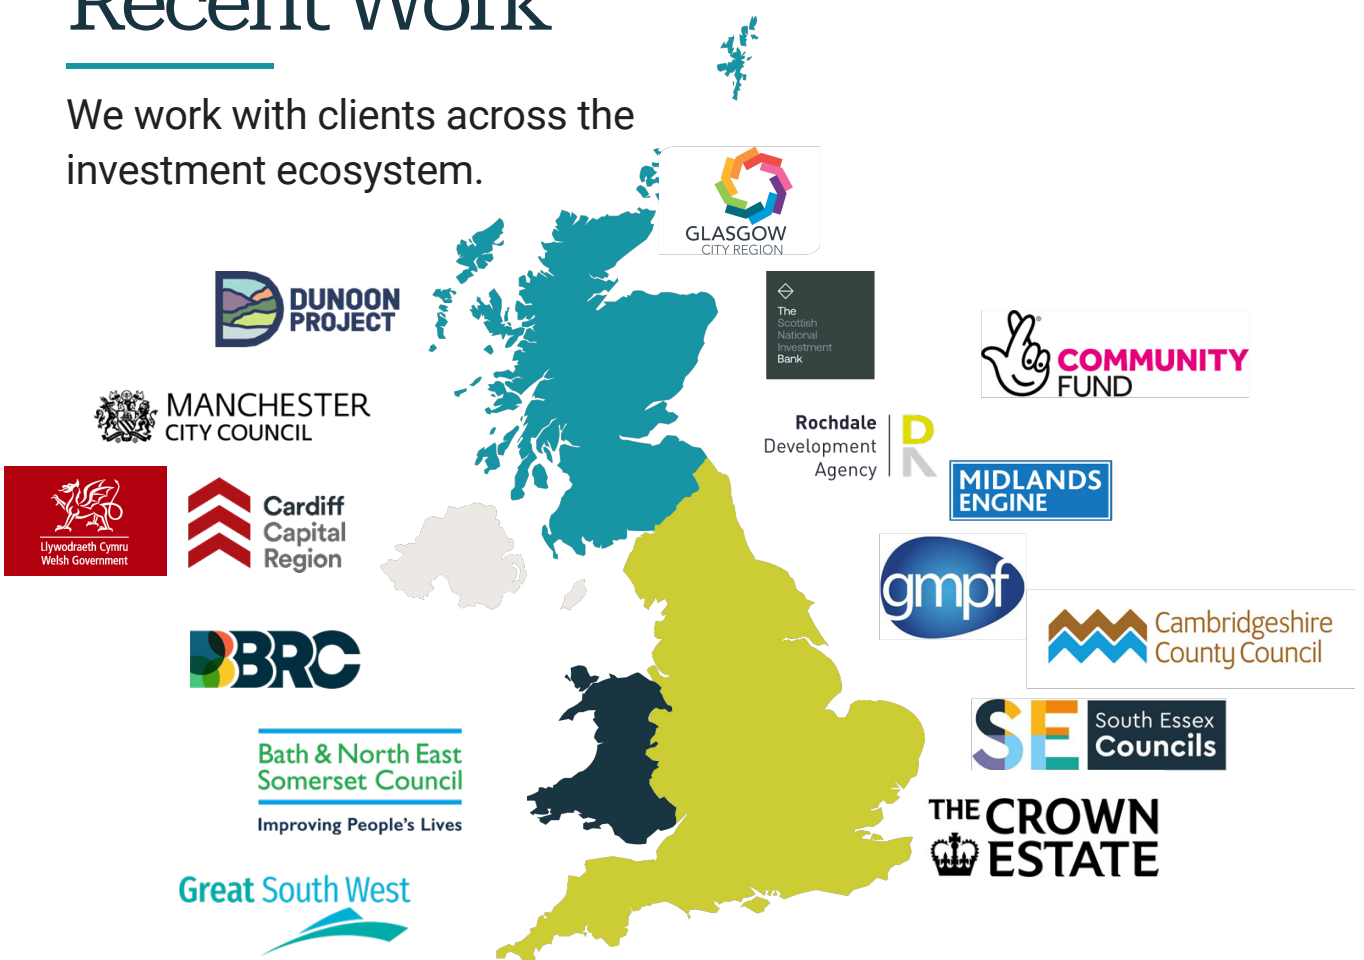 Recent Work
We work with clients across the
investment ecosystem.
GLASGOW
CITY REGION
DUNOON
PROJECT
The
Scottish
National
Investment
Bank
COMMUNITY
FUND
MANCHESTER
CITY COUNCIL
Rochdale
Development
Agency
DR
MIDLANDS
ENGINE
Llywodraeth Cymru
Welsh Government
Cardiff
Capital
Region
gmpf
Cambridgeshire
County Council
BRC
SE
South Essex
Councils
Bath & North East
Somerset Council
Improving People's Lives
THE CROWN
ESTATE
Great South West